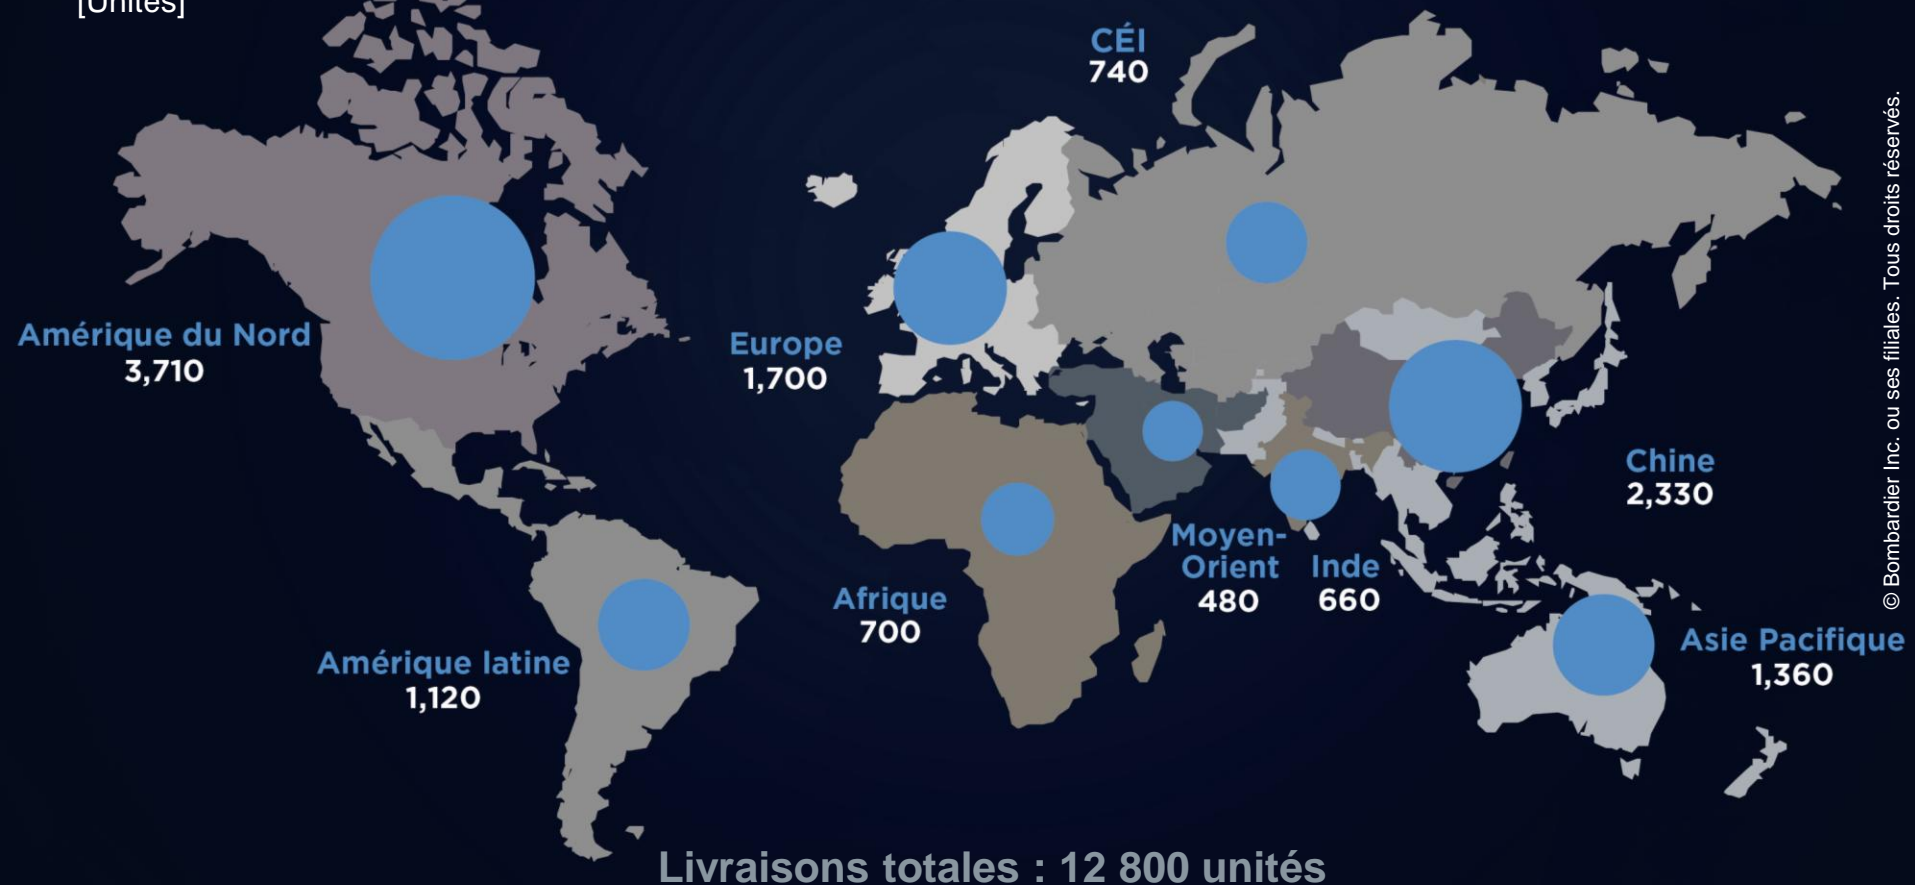 [Unités]
CÉI
740
Amérique du Nord
3,710
Europe
1,700
Chine
2,330
Moyen-
Orient
480
Inde
660
Afrique
700
Amérique latine
1,120
Asie Pacifique
1,360
Livraisons totales : 12 800 unités
© Bombardier Inc. ou ses filiales. Tous droits réservés.